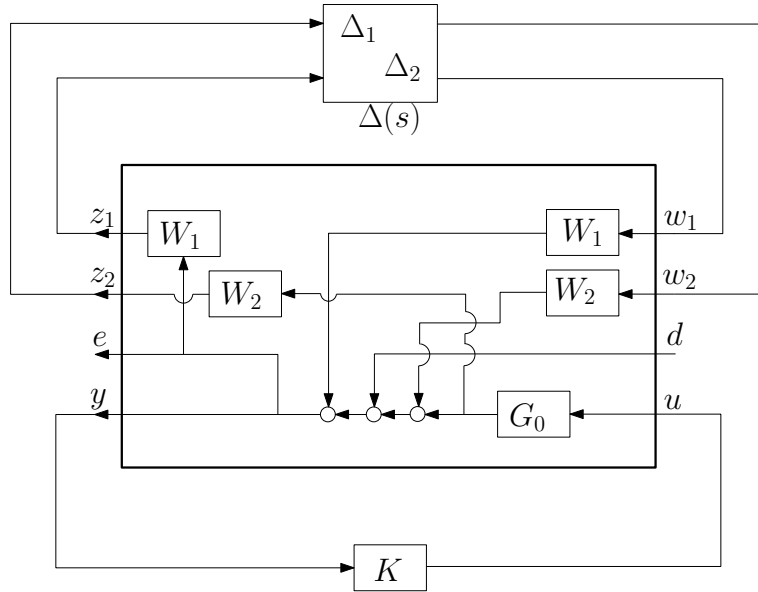 Δ₁
Δ₂
Δ(s)
z₁ W₁ W₁ w₁
z₂ W₂ W₂ w₂
e d
y G₀ u
K